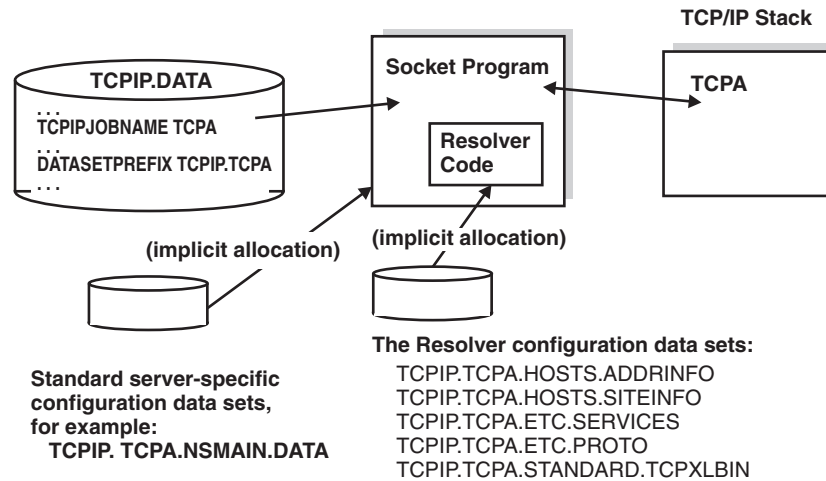 TCP/IP Stack
TCPIP.DATA
. . .
TCPIPJOBNAME TCPA
. . .
DATASETPREFIX TCPIP.TCPA
. . .
Socket Program
Resolver
Code
TCPA
(implicit allocation)
(implicit allocation)
Standard server-specific
configuration data sets,
for example:
TCPIP. TCPA.NSMAIN.DATA
The Resolver configuration data sets:
TCPIP.TCPA.HOSTS.ADDRINFO
TCPIP.TCPA.HOSTS.SITEINFO
TCPIP.TCPA.ETC.SERVICES
TCPIP.TCPA.ETC.PROTO
TCPIP.TCPA.STANDARD.TCPXLBIN